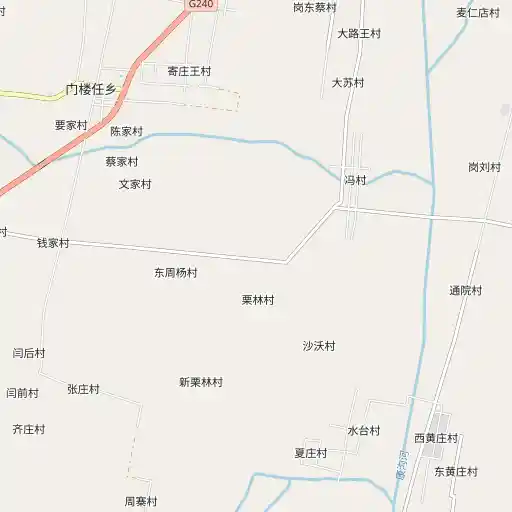 G240
岗东蔡村
麦仁店村
村
大路王村
寄庄王村
大苏村
门楼任乡
要家村
陈家村
蔡家村
岗刘村
文家村
冯村
村
钱家村
东周杨村
通院村
栗林村
沙沃村
闫后村
新栗林村
闫前村
张庄村
齐庄村
水台村
西黄庄村
夏庄村
东黄庄村
周寨村